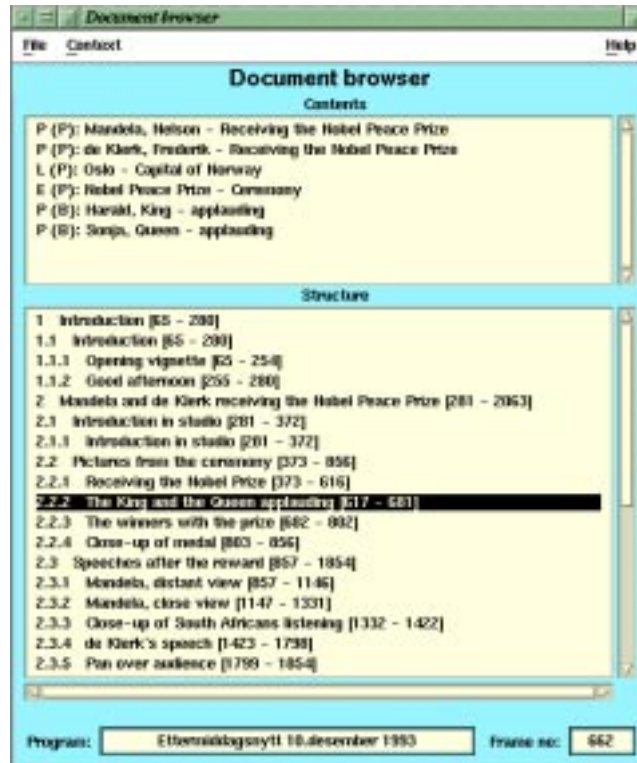 Document browser
File Context Help
Document browser
Contents
P (P): Mandela, Nelson - Receiving the Nobel Peace Prize
P (P): de Klerk, Frederik - Receiving the Nobel Peace Prize
L (P): Oslo - Capital of Norway
E (P): Nobel Peace Prize - Ceremony
P (B): Harald, King - applauding
P (B): Sonja, Queen - applauding
Structure
1 Introduction [65 - 280]
1.1 Introduction [65 - 280]
1.1.1 Opening vignette [65 - 254]
1.1.2 Good afternoon [255 - 280]
2 Mandela and de Klerk receiving the Nobel Peace Prize [281 - 2063]
2.1 Introduction in studio [281 - 372]
2.1.1 Introduction in studio [281 - 372]
2.2 Pictures from the ceremony [373 - 856]
2.2.1 Receiving the Nobel Prize [373 - 616]
2.2.2 The King and the Queen applauding [617 - 681]
2.2.3 The winners with the prize [682 - 802]
2.2.4 Close-up of medal [803 - 856]
2.3 Speeches after the reward [857 - 1854]
2.3.1 Mandela, distant view [857 - 1146]
2.3.2 Mandela, close view [1147 - 1331]
2.3.3 Close-up of South Africans listening [1332 - 1422]
2.3.4 de Klerk's speech [1423 - 1798]
2.3.5 Pan over audience [1799 - 1854]
Program: Ettermiddagsnytt 10.desember 1993 Frame no: 662